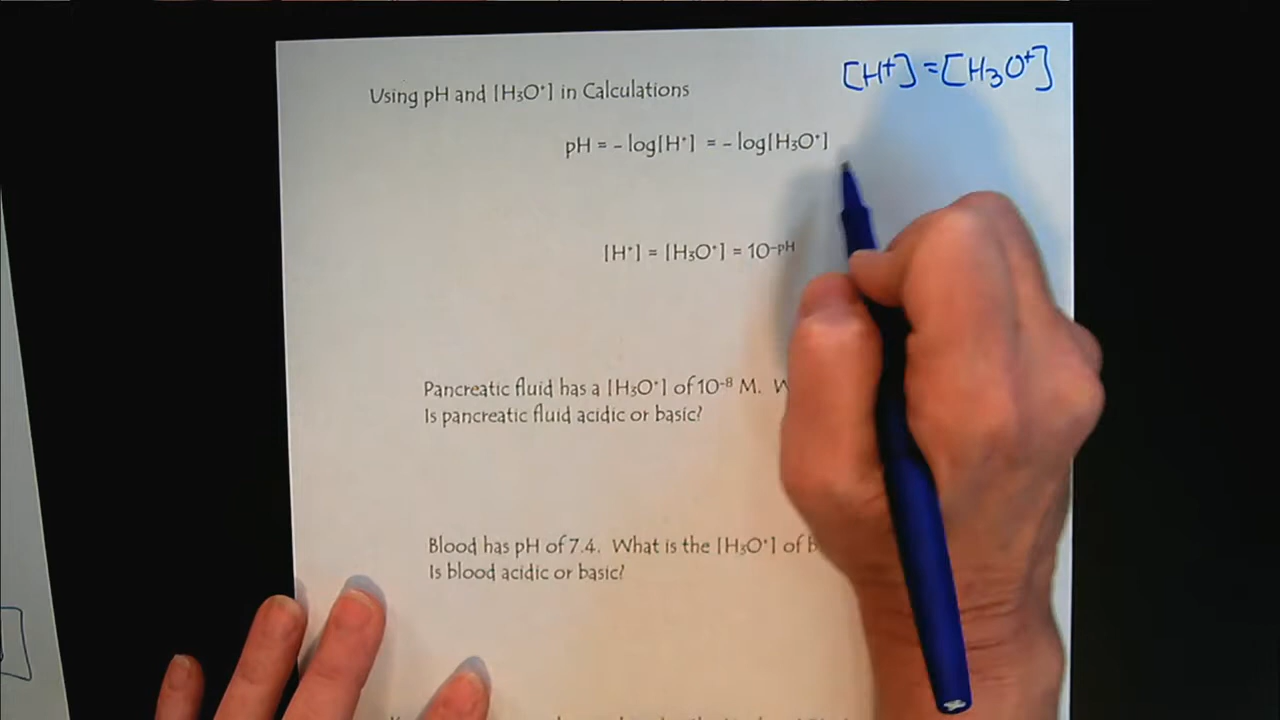 [H⁺] = [H₃O⁺]
Using pH and [H₃O⁺] in Calculations
pH = – log[H⁺] = – log[H₃O⁺]
[H⁺] = [H₃O⁺] = 10⁻ᵖᴴ
Pancreatic fluid has a [H₃O⁺] of 10⁻⁸ M.
Is pancreatic fluid acidic or basic?
Blood has pH of 7.4. What is the [H₃O⁺] of
Is blood acidic or basic?